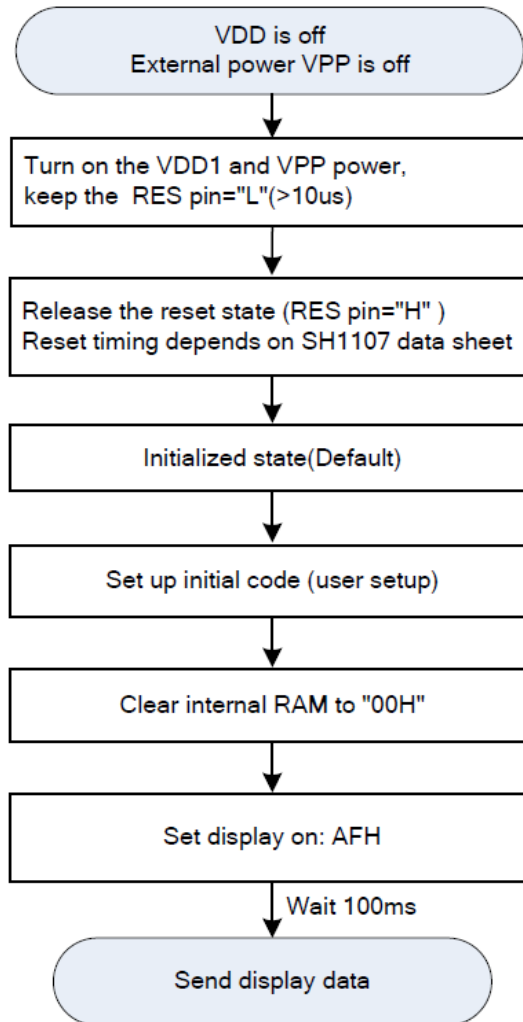 VDD is off
External power VPP is off
Turn on the VDD1 and VPP power,
keep the RES pin="L"(>10us)
Release the reset state (RES pin="H" )
Reset timing depends on SH1107 data sheet
Initialized state(Default)
Set up initial code (user setup)
Clear internal RAM to "00H"
Set display on: AFH
Wait 100ms
Send display data